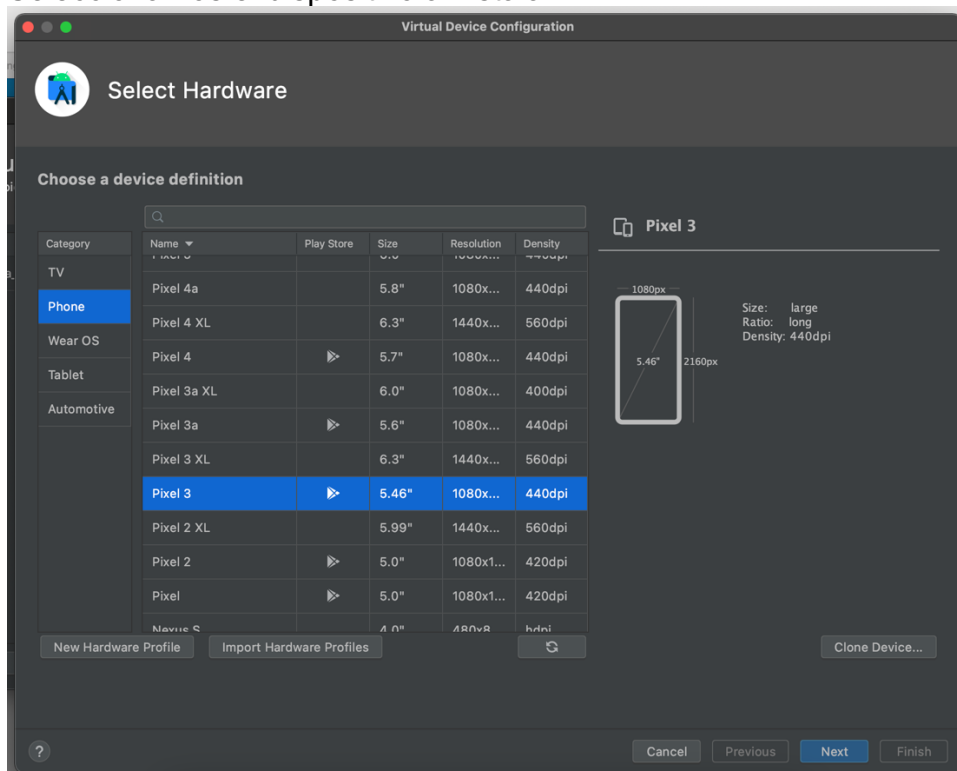 Virtual Device Configuration
Select Hardware
Choose a device definition
Category Name Play Store Size Resolution Density
TV
Phone
Wear OS
Tablet
Automotive
Pixel 4a 5.8" 1080x... 440dpi
Pixel 4 XL 6.3" 1440x... 560dpi
Pixel 4 5.7" 1080x... 440dpi
Pixel 3a XL 6.0" 1080x... 400dpi
Pixel 3a 5.6" 1080x... 440dpi
Pixel 3 XL 6.3" 1440x... 560dpi
Pixel 3 5.46" 1080x... 440dpi
Pixel 2 XL 5.99" 1440x... 560dpi
Pixel 2 5.0" 1080x1... 420dpi
Pixel 5.0" 1080x1... 420dpi
Nexus S 4.0" 480x8... hdpi
New Hardware Profile Import Hardware Profiles
Pixel 3
1080px
5.46" 2160px
Size: large
Ratio: long
Density: 440dpi
Clone Device...
? Cancel Previous Next Finish